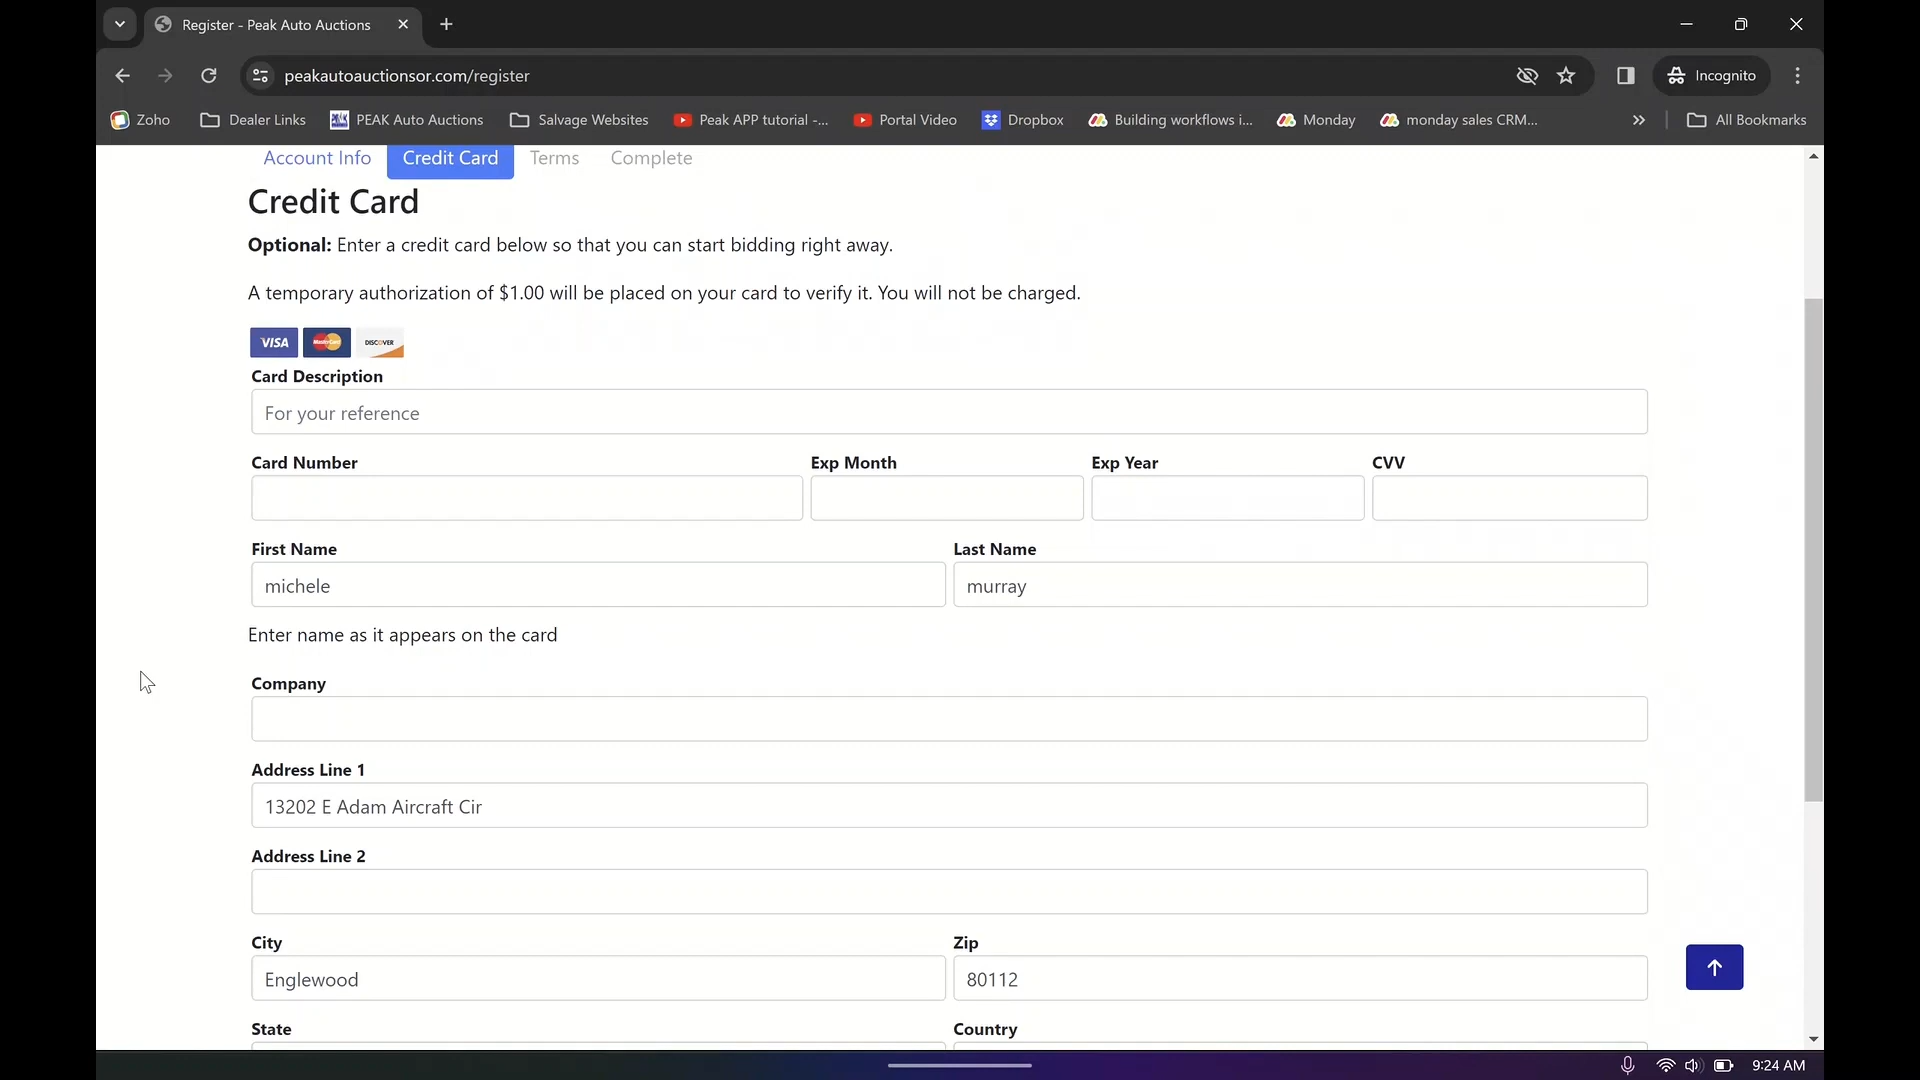 Register - Peak Auto Auctions
peakautoauctionsor.com/register
Incognito
Zoho
Dealer Links
PEAK Auto Auctions
Salvage Websites
Peak APP tutorial -...
Portal Video
Dropbox
Building workflows i...
Monday
monday sales CRM...
All Bookmarks
Account Info
Credit Card
Terms
Complete
Credit Card
Optional: Enter a credit card below so that you can start bidding right away.
A temporary authorization of $1.00 will be placed on your card to verify it. You will not be charged.
VISA
MasterCard
DISCOVER
Card Description
For your reference
Card Number
Exp Month
Exp Year
CVV
First Name
Last Name
michele
murray
Enter name as it appears on the card
Company
Address Line 1
13202 E Adam Aircraft Cir
Address Line 2
City
Zip
Englewood
80112
State
Country
9:24 AM